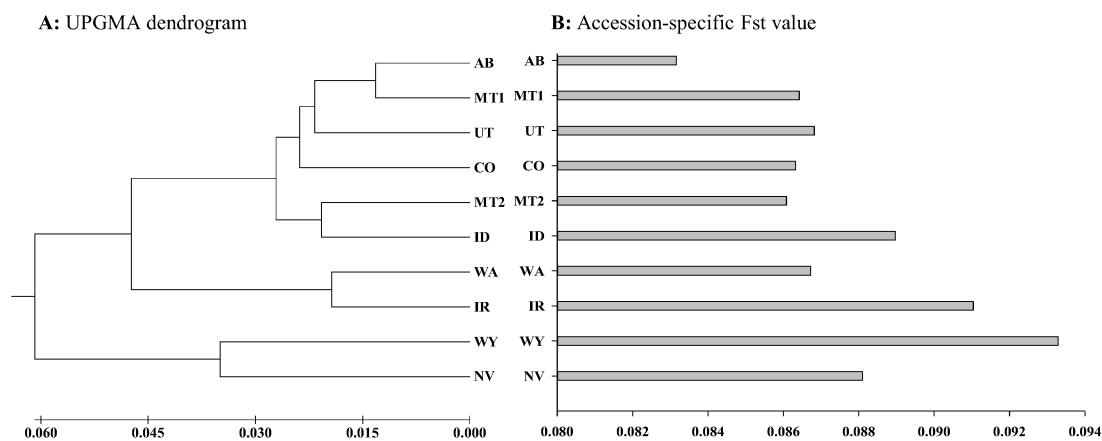 A: UPGMA dendrogram
AB
MT1
UT
CO
MT2
ID
WA
IR
WY
NV
0.060 0.045 0.030 0.015 0.000
B: Accession-specific Fst value
AB
MT1
UT
CO
MT2
ID
WA
IR
WY
NV
0.080 0.082 0.084 0.086 0.088 0.090 0.092 0.094